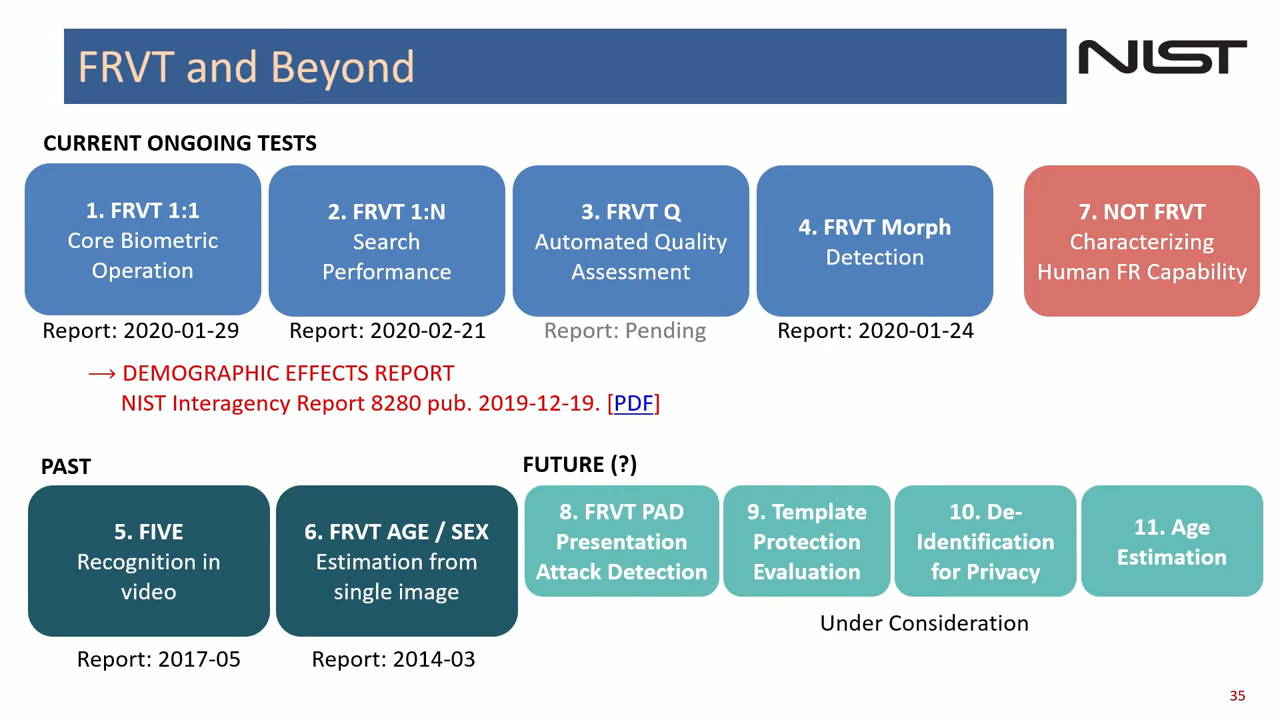 FRVT and Beyond
NIST
CURRENT ONGOING TESTS
1. FRVT 1:1
Core Biometric
Operation
Report: 2020-01-29
2. FRVT 1:N
Search
Performance
Report: 2020-02-21
3. FRVT Q
Automated Quality
Assessment
Report: Pending
4. FRVT Morph
Detection
Report: 2020-01-24
7. NOT FRVT
Characterizing
Human FR Capability
→ DEMOGRAPHIC EFFECTS REPORT
NIST Interagency Report 8280 pub. 2019-12-19. [PDF]
PAST
5. FIVE
Recognition in
video
Report: 2017-05
6. FRVT AGE / SEX
Estimation from
single image
Report: 2014-03
FUTURE (?)
8. FRVT PAD
Presentation
Attack Detection
9. Template
Protection
Evaluation
10. De-
Identification
for Privacy
11. Age
Estimation
Under Consideration
35